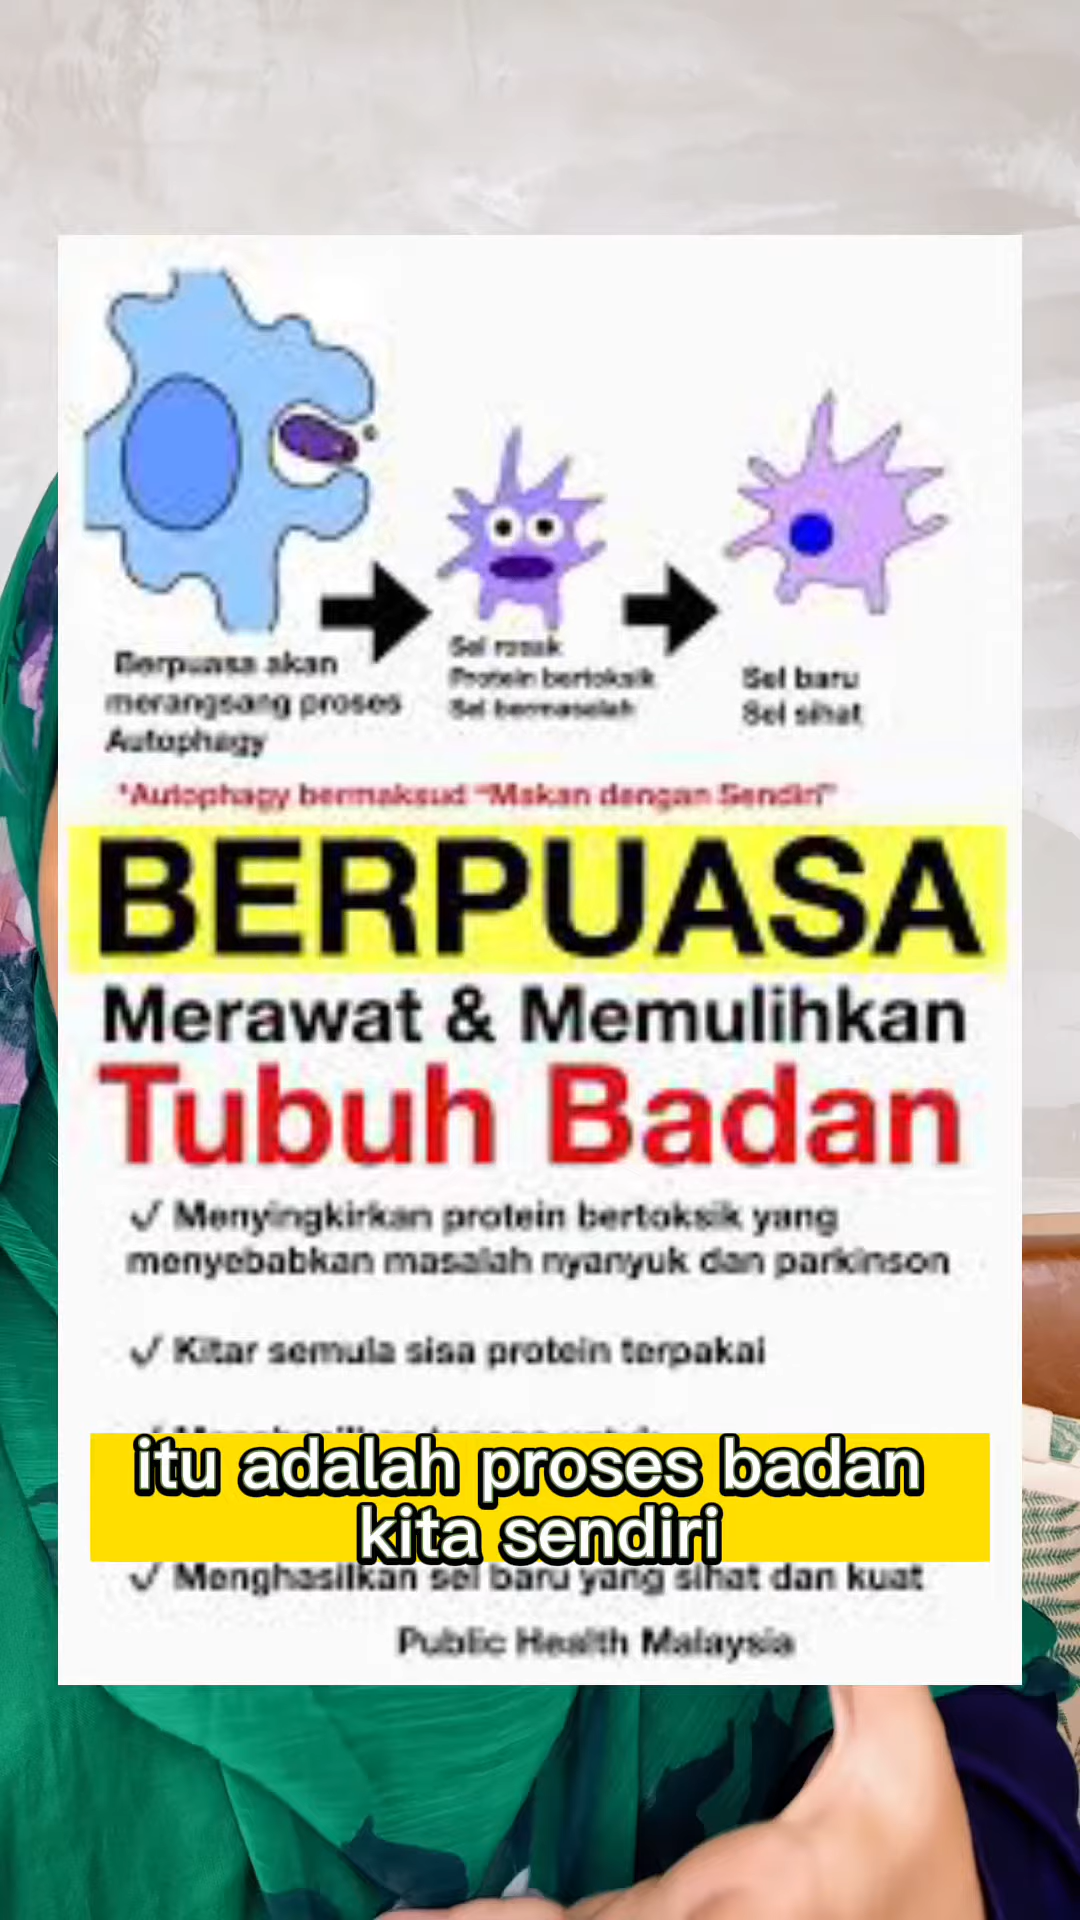 Berpuasa akan
merangsang proses
Autophagy
Sel rosak
Protein bertoksik
Sel bermasalah
Sel baru
Sel sihat
*Autophagy bermaksud "Makan dengan Sendiri"
BERPUASA
Merawat & Memulihkan
Tubuh Badan
✓ Menyingkirkan protein bertoksik yang
menyebabkan masalah nyanyuk dan parkinson
✓ Kitar semula sisa protein terpakai
itu adalah proses badan
kita sendiri
✓ Menghasilkan sel baru yang sihat dan kuat
Public Health Malaysia